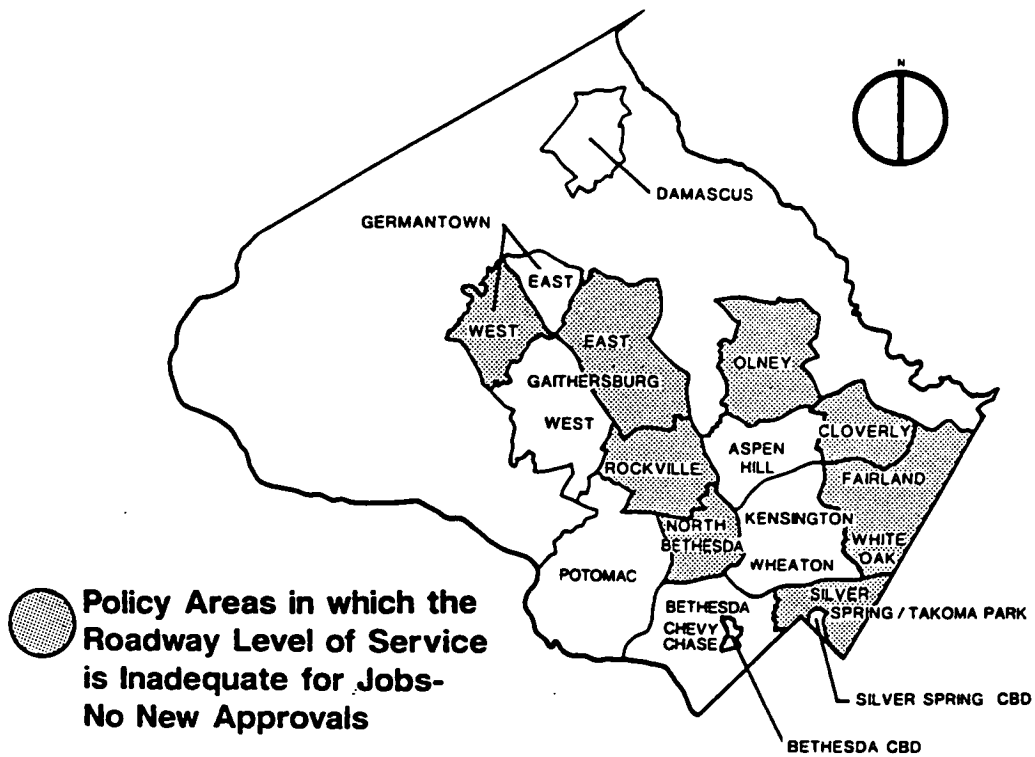 N
DAMASCUS
GERMANTOWN
EAST
WEST
EAST
OLNEY
GAITHERSBURG
WEST
CLOVERLY
ASPEN
HILL
ROCKVILLE
FAIRLAND
KENSINGTON
NORTH
BETHESDA
WHITE
OAK
WHEATON
POTOMAC
SILVER
SPRING / TAKOMA PARK
BETHESDA
CHEVY
CHASE
SILVER SPRING CBD
BETHESDA CBD
Policy Areas in which the
Roadway Level of Service
is Inadequate for Jobs-
No New Approvals